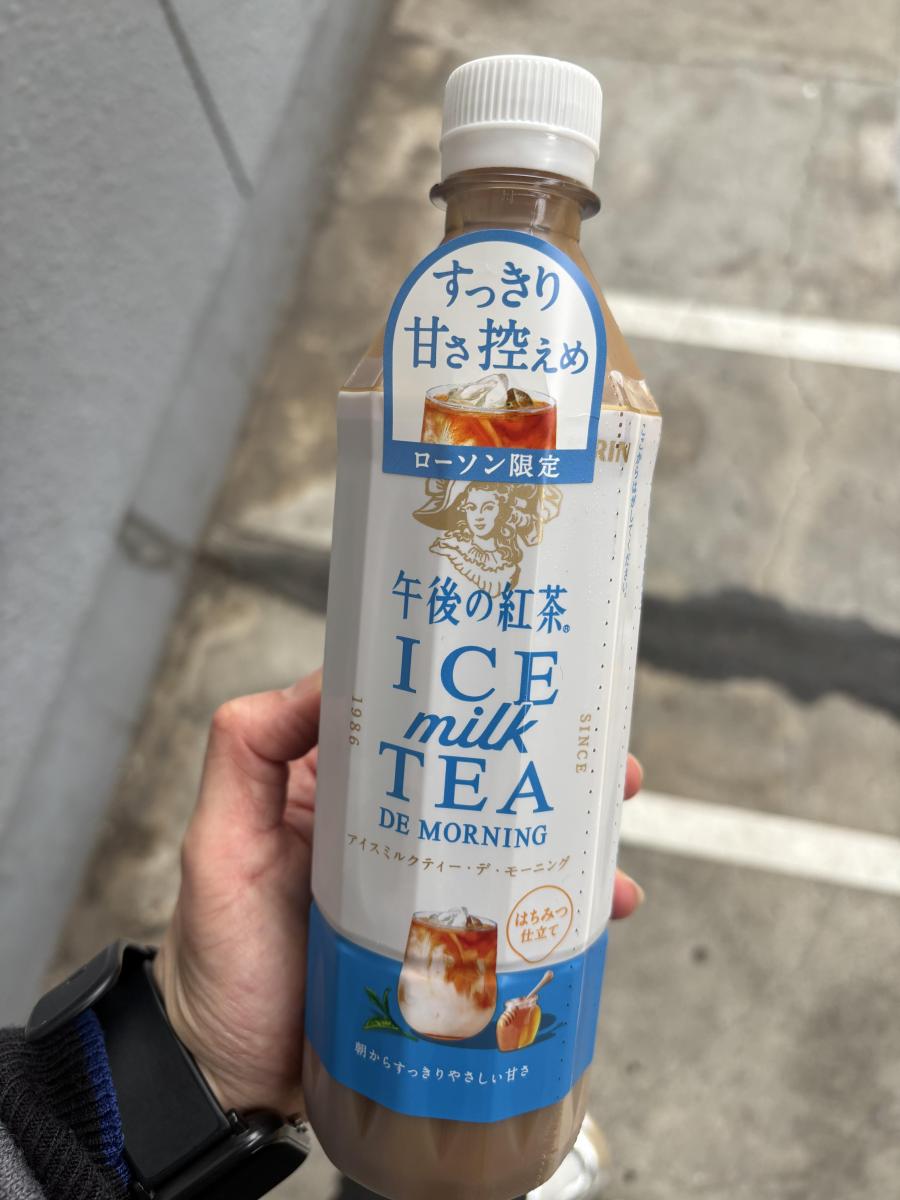 すっきり
甘さ控えめ
ローソン限定
RIN
午後の紅茶®
ICE
milk
TEA
1986
SINCE
DE MORNING
アイスミルクティー・デ・モーニング
はちみつ
仕立て
朝からすっきりやさしい甘さ